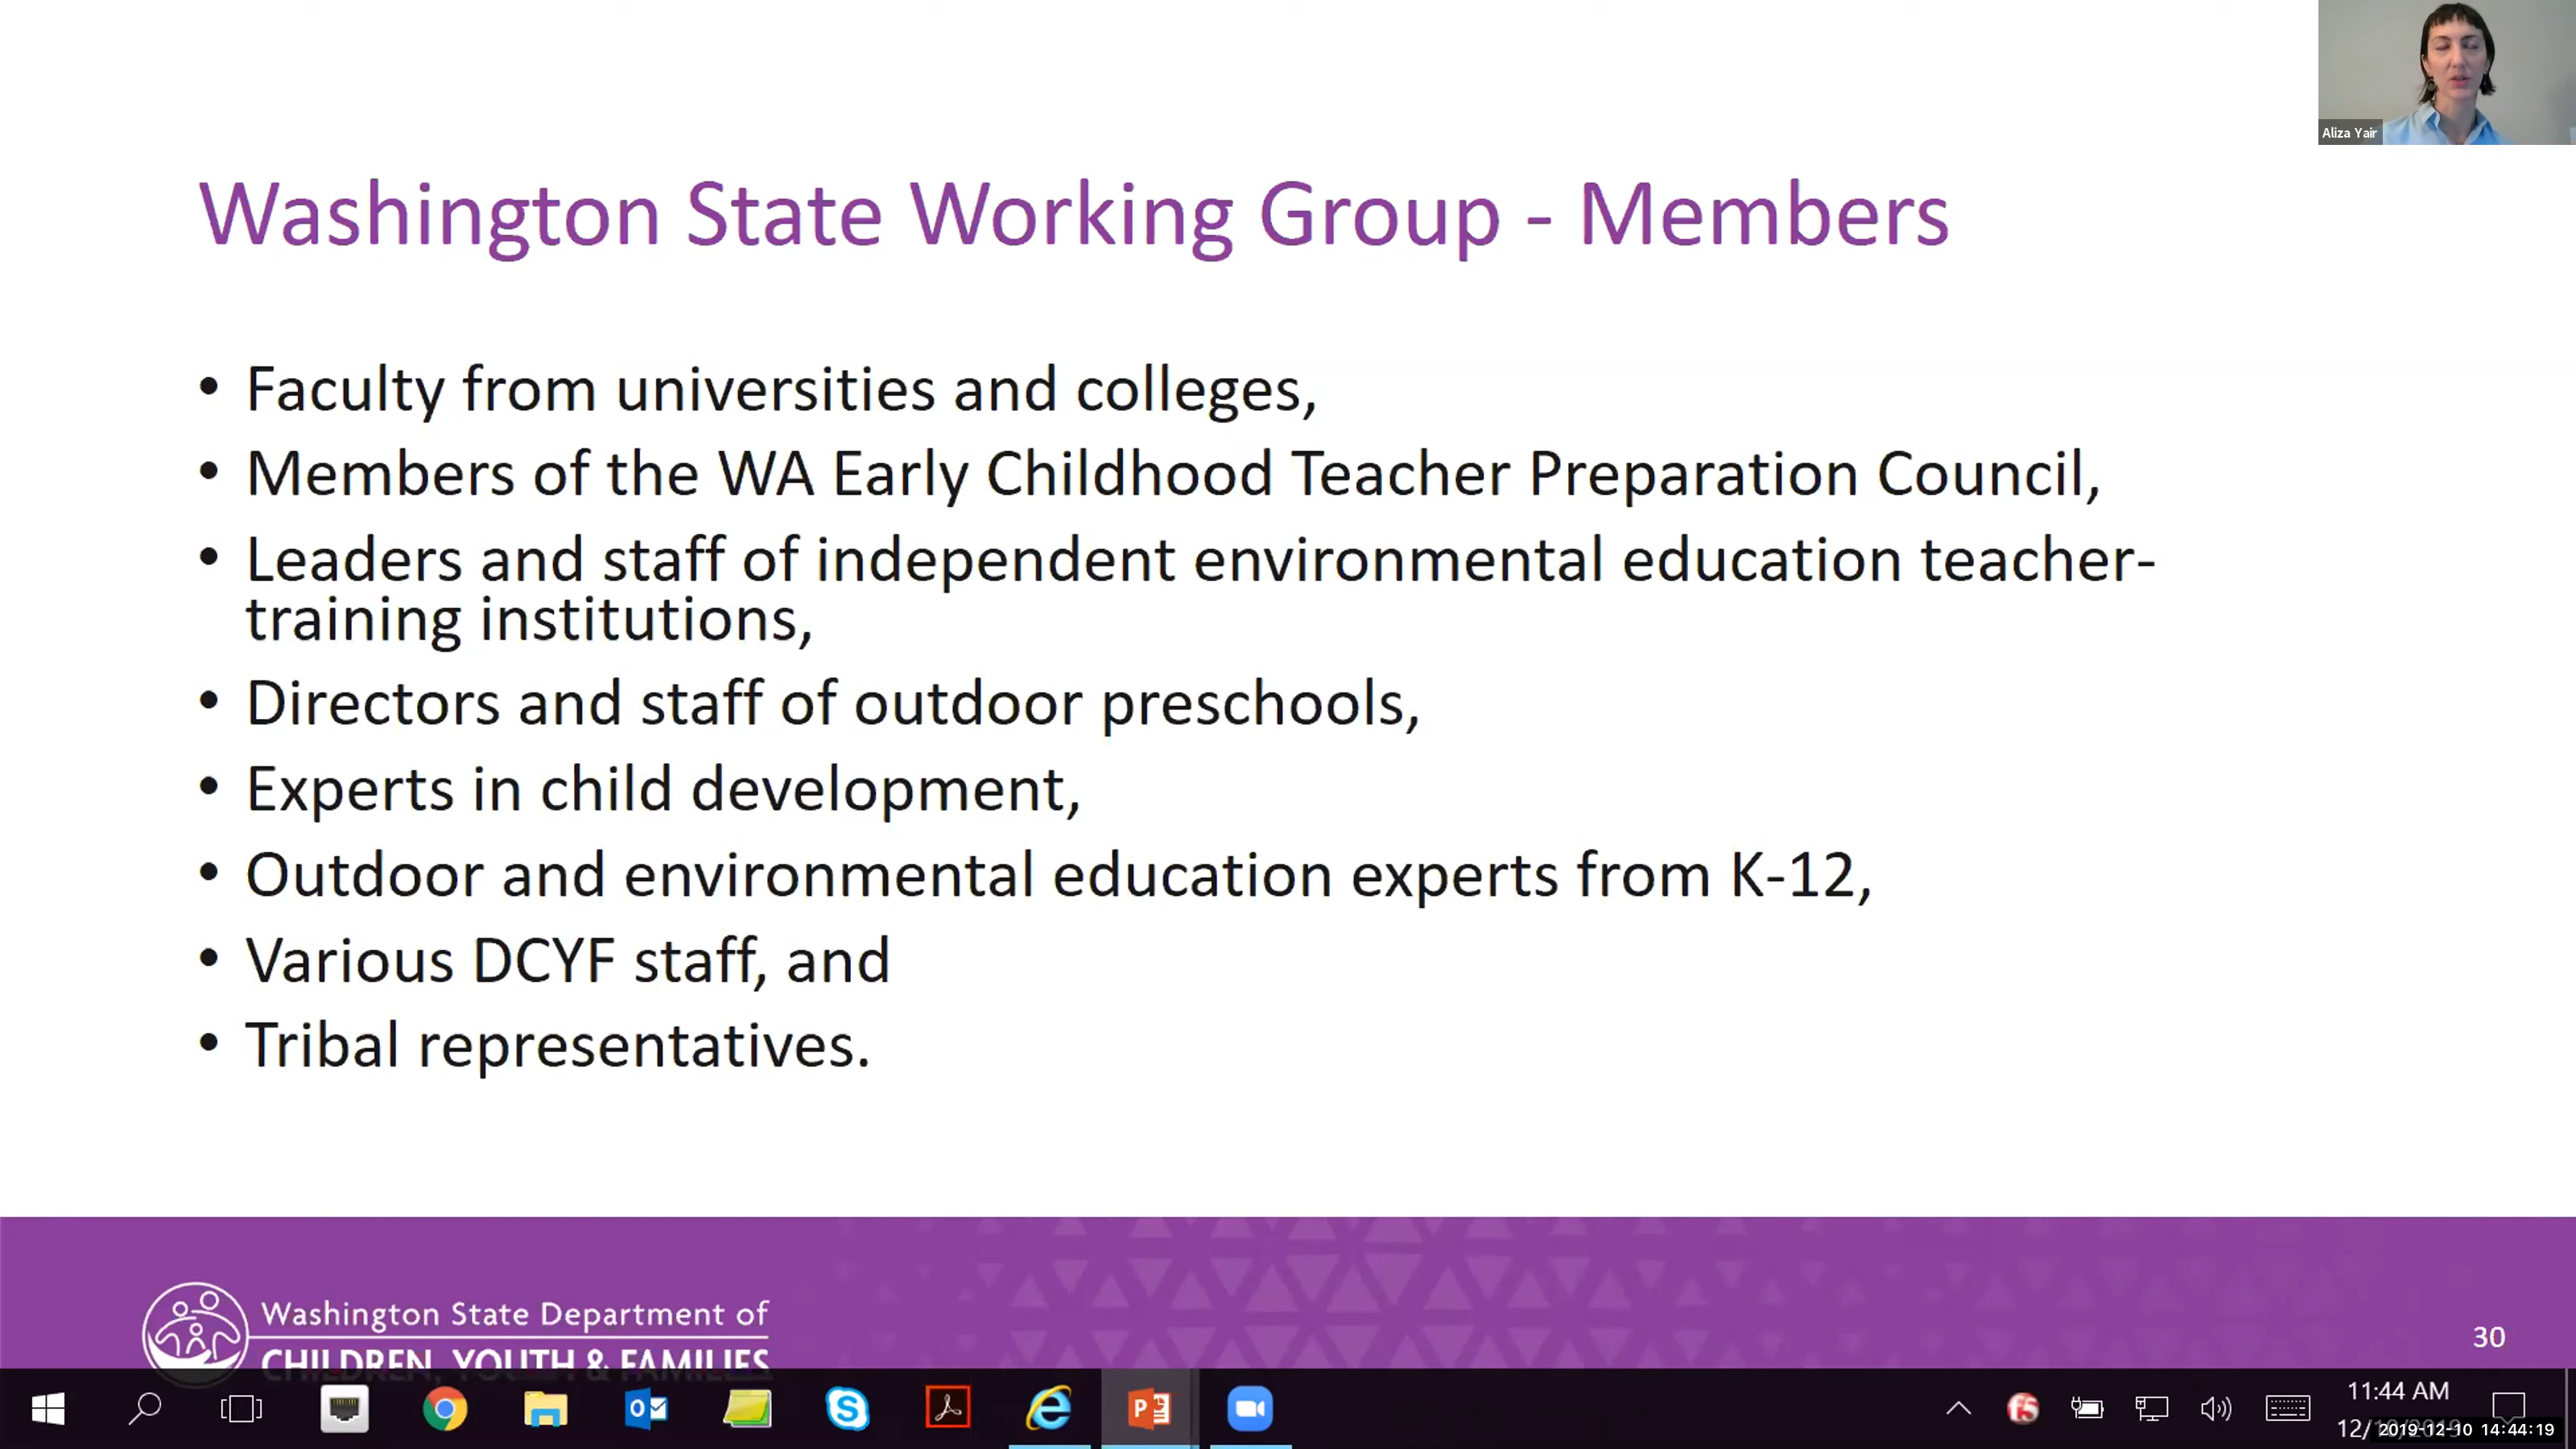 Aliza Yair
Washington State Working Group - Members
• Faculty from universities and colleges,
• Members of the WA Early Childhood Teacher Preparation Council,
• Leaders and staff of independent environmental education teacher-
training institutions,
• Directors and staff of outdoor preschools,
• Experts in child development,
• Outdoor and environmental education experts from K-12,
• Various DCYF staff, and
• Tribal representatives.
Washington State Department of
CHILDREN, YOUTH & FAMILIES
30
11:44 AM
2019-12-10 14:44:19